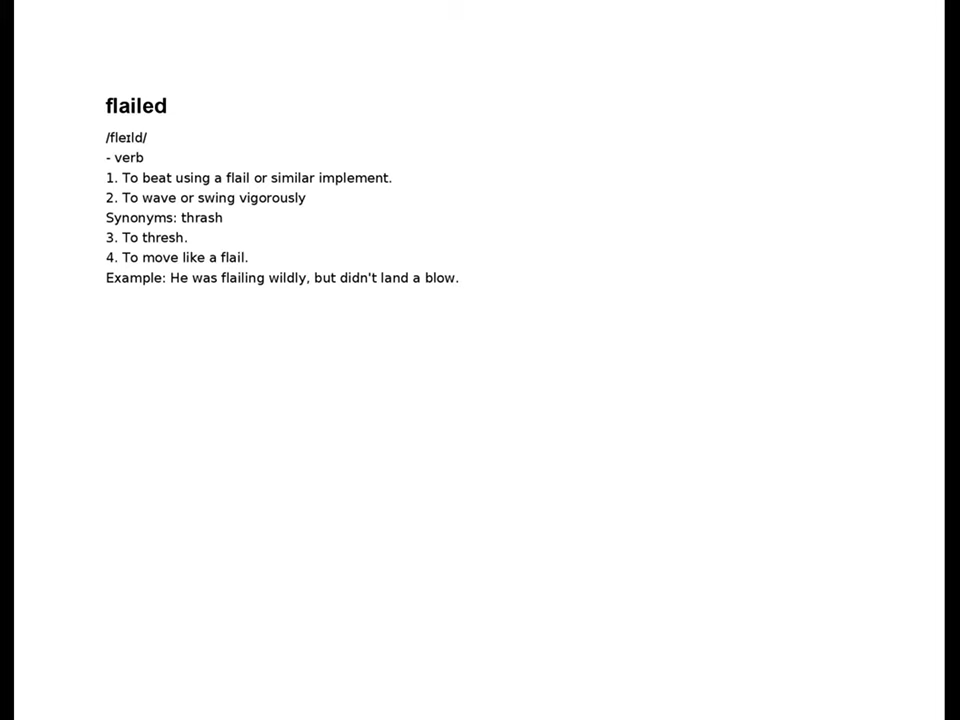 flailed
/fleɪld/
- verb
1. To beat using a flail or similar implement.
2. To wave or swing vigorously
Synonyms: thrash
3. To thresh.
4. To move like a flail.
Example: He was flailing wildly, but didn't land a blow.